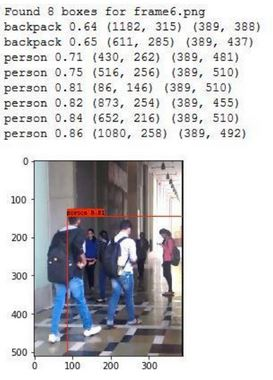 Found 8 boxes for frame6.png
backpack 0.64 (1182, 315) (389, 388)
backpack 0.65 (611, 285) (389, 437)
person 0.71 (430, 262) (389, 481)
person 0.75 (516, 256) (389, 510)
person 0.81 (86, 146) (389, 510)
person 0.82 (873, 254) (389, 455)
person 0.84 (652, 216) (389, 510)
person 0.86 (1080, 258) (389, 492)
0
100
person 0.81
200
300
400
500
0 100 200 300